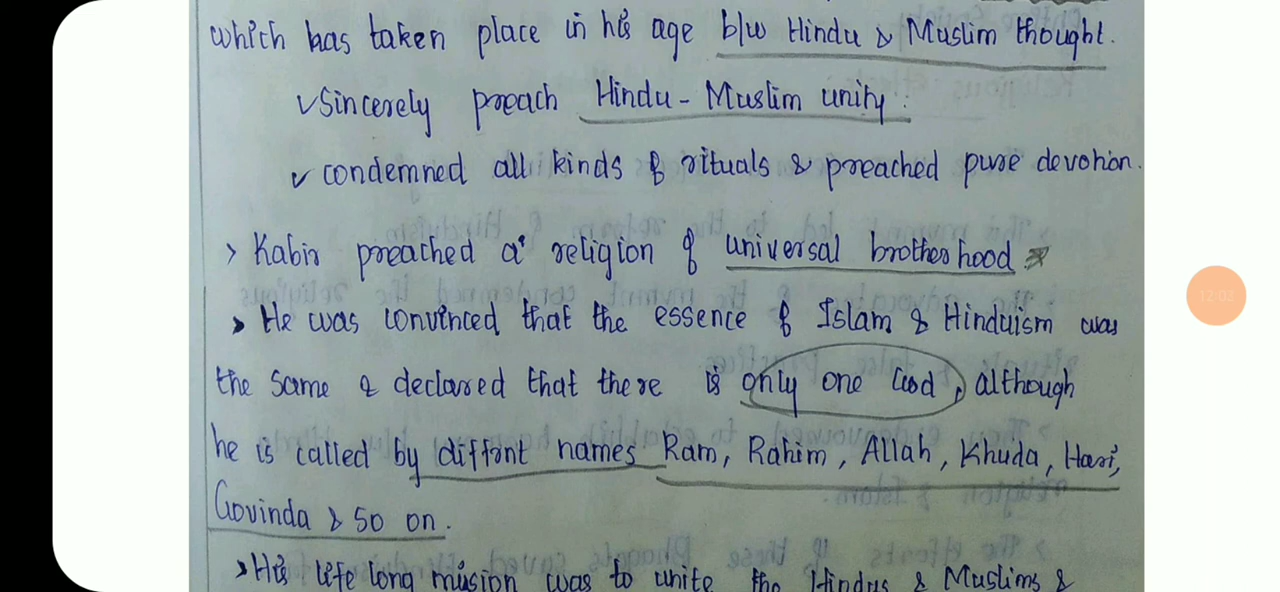 which has taken place in his age b/w Hindu & Muslim thought.
✓Sincerely preach Hindu - Muslim unity.
✓ condemned all kinds of rituals & preached pure devotion.
> Kabir preached a religion of universal brotherhood
> He was convinced that the essence of Islam & Hinduism was
the same & declared that there is only one God, although
he is called by diffrnt names Ram, Rahim, Allah, Khuda, Hari,
Govinda & so on.
> His life long mission was to unite the Hindus & Muslims &
12:02